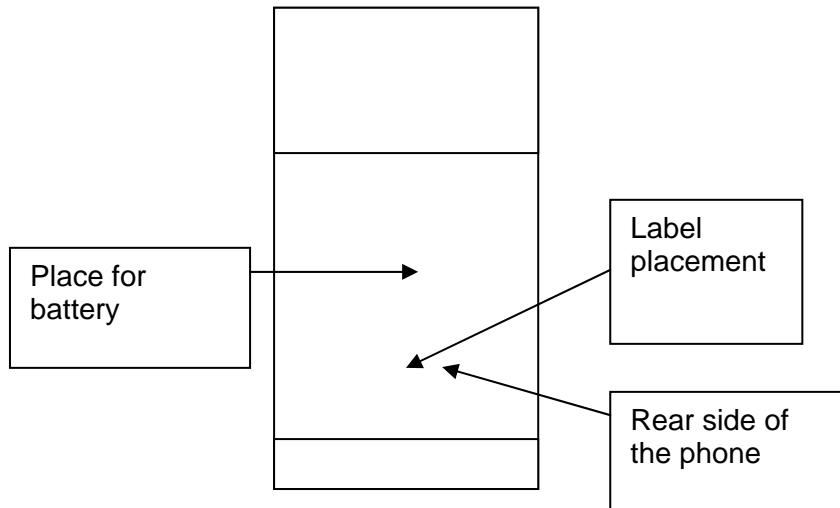 Place for
battery
Label
placement
Rear side of
the phone